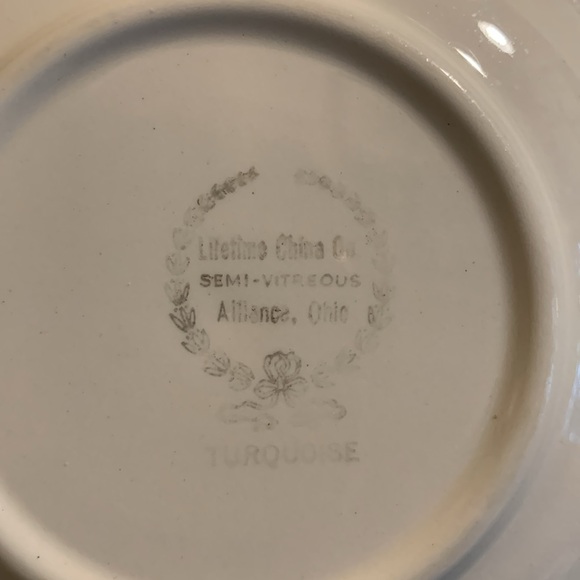 Lifetime China Co
SEMI-VITREOUS
Alliance, Ohio
TURQUOISE